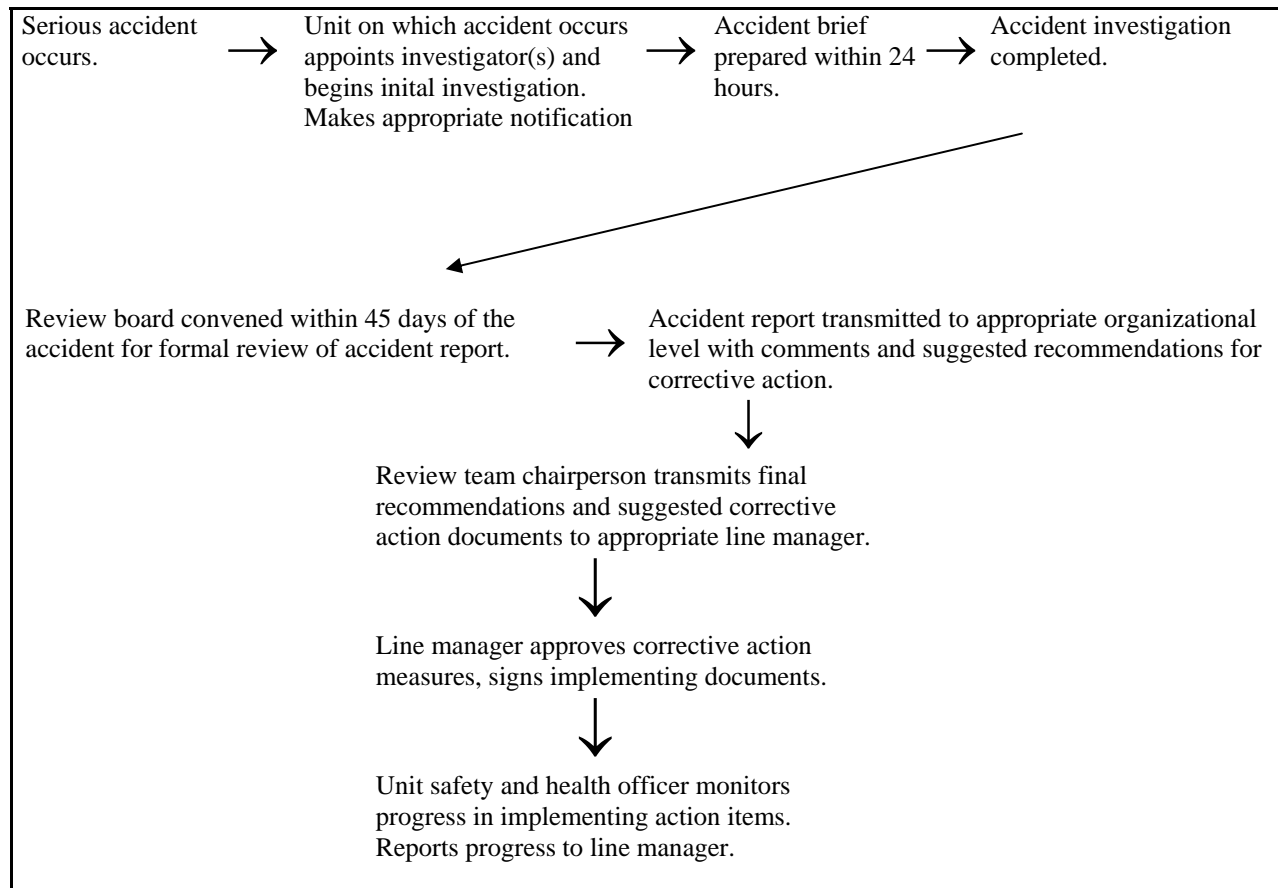 Serious accident
occurs.
Unit on which accident occurs
appoints investigator(s) and
begins inital investigation.
Makes appropriate notification
Accident brief
prepared within 24
hours.
Accident investigation
completed.
Review board convened within 45 days of the
accident for formal review of accident report.
Accident report transmitted to appropriate organizational
level with comments and suggested recommendations for
corrective action.
Review team chairperson transmits final
recommendations and suggested corrective
action documents to appropriate line manager.
Line manager approves corrective action
measures, signs implementing documents.
Unit safety and health officer monitors
progress in implementing action items.
Reports progress to line manager.